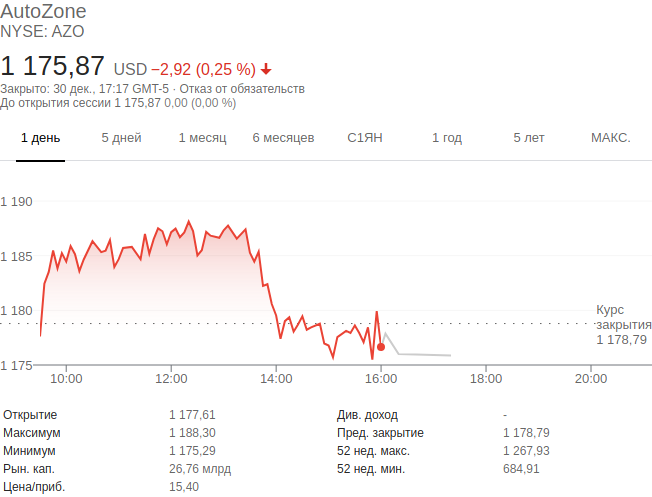 AutoZone
NYSE: AZO
1 175,87 USD −2,92 (0,25 %)
Закрыто: 30 дек., 17:17 GMT-5 · Отказ от обязательств
До открытия сессии 1 175,87 0,00 (0,00 %)
1 день 5 дней 1 месяц 6 месяцев С1ЯН 1 год 5 лет МАКС.
1 190
1 185
1 180
1 175
Курс
закрытия
1 178,79
10:00 12:00 14:00 16:00 18:00 20:00
Открытие 1 177,61 Див. доход -
Максимум 1 188,30 Пред. закрытие 1 178,79
Минимум 1 175,29 52 нед. макс. 1 267,93
Рын. кап. 26,76 млрд 52 нед. мин. 684,91
Цена/приб. 15,40